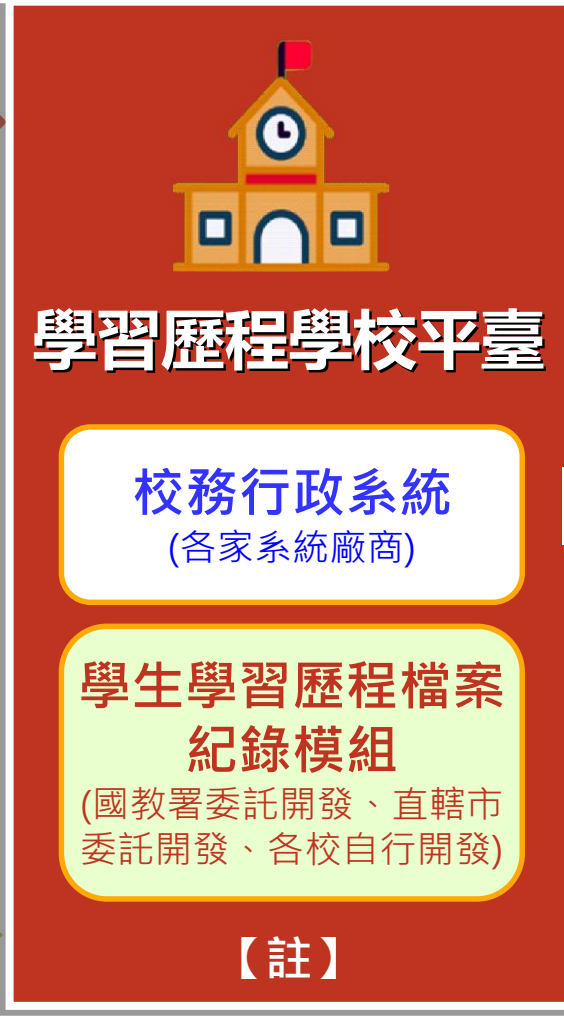 學習歷程學校平臺
校務行政系統
(各家系統廠商)
學生學習歷程檔案
紀錄模組
(國教署委託開發、直轄市
委託開發、各校自行開發)
【註】